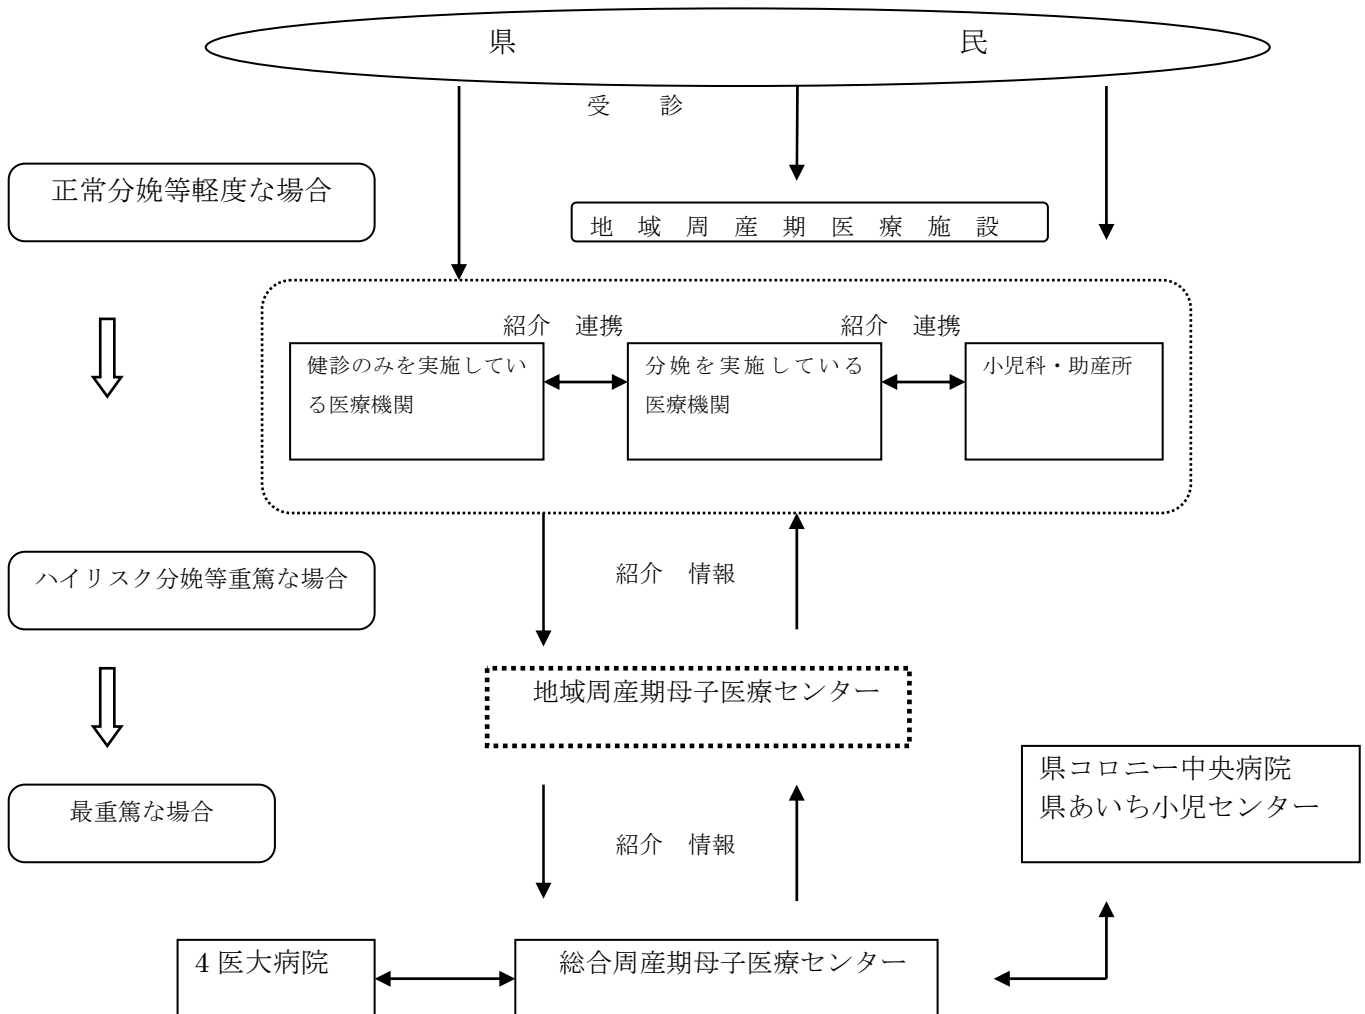 県　民
受　診
正常分娩等軽度な場合
地域周産期医療施設
紹介　連携
紹介　連携
健診のみを実施してい
る医療機関
分娩を実施している
医療機関
小児科・助産所
ハイリスク分娩等重篤な場合
紹介　情報
地域周産期母子医療センター
県コロニー中央病院
県あいち小児センター
最重篤な場合
紹介　情報
4 医大病院
総合周産期母子医療センター